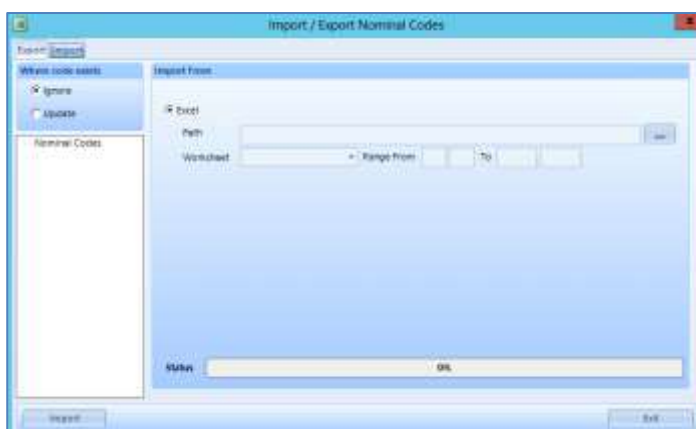 Import / Export Nominal Codes
Export Import
Where code exists
Import From
Ignore
Update
Excel
Path
...
Nominal Codes
Worksheet
Range From
To
Status
0%
Import
Exit